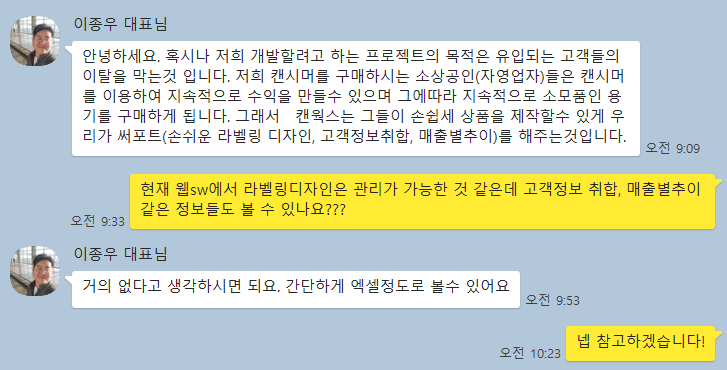 이종우 대표님
안녕하세요. 혹시나 저희 개발할려고 하는 프로젝트의 목적은 유입되는 고객들의
이탈을 막는것 입니다. 저희 캔시머를 구매하시는 소상공인(자영업자)들은 캔시머
를 이용하여 지속적으로 수익을 만들수 있으며 그에따라 지속적으로 소모품인 용
기를 구매하게 됩니다. 그래서 캔웍스는 그들이 손쉽세 상품을 제작할수 있게 우
리가 써포트(손쉬운 라벨링 디자인, 고객정보취합, 매출별추이)를 해주는것입니다.
오전 9:09
현재 웹sw에서 라벨링디자인은 관리가 가능한 것 같은데 고객정보 취합, 매출별추이
같은 정보들도 볼 수 있나요???
오전 9:33
이종우 대표님
거의 없다고 생각하시면 되요. 간단하게 엑셀정도로 볼수 있어요
오전 9:53
넵 참고하겠습니다!
오전 10:23